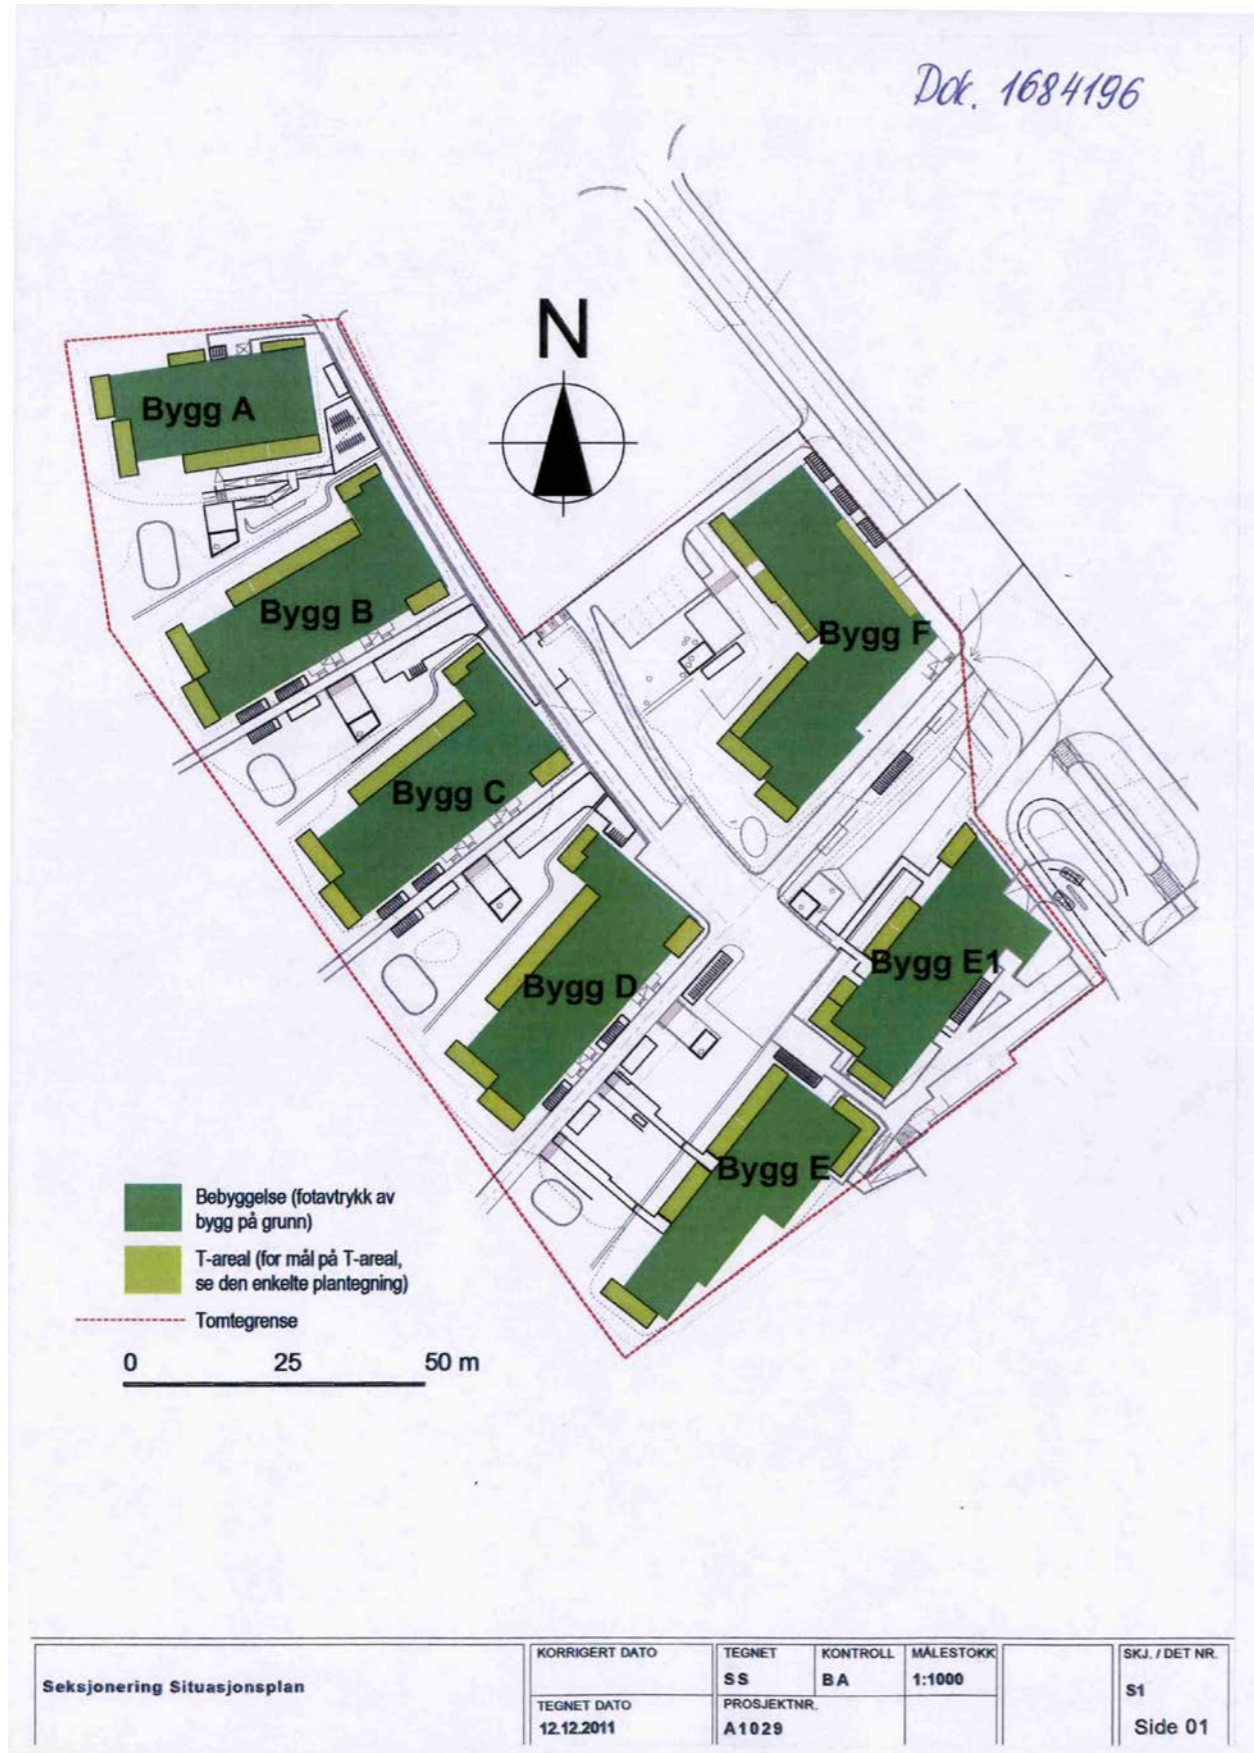 Dok. 1684196
N
Bygg A
Bygg B
Bygg F
Bygg C
Bygg E1
Bygg D
Bygg E
Bebyggelse (fotavtrykk av
bygg på grunn)
T-areal (for mål på T-areal,
se den enkelte plantegning)
Tomtegrense
0 25 50 m
Seksjonering Situasjonsplan
KORRIGERT DATO
TEGNET DATO
12.12.2011
TEGNET
SS
KONTROLL
BA
MÅLESTOKK
1:1000
PROSJEKTNR.
A1029
SKJ. / DET NR.
S1
Side 01